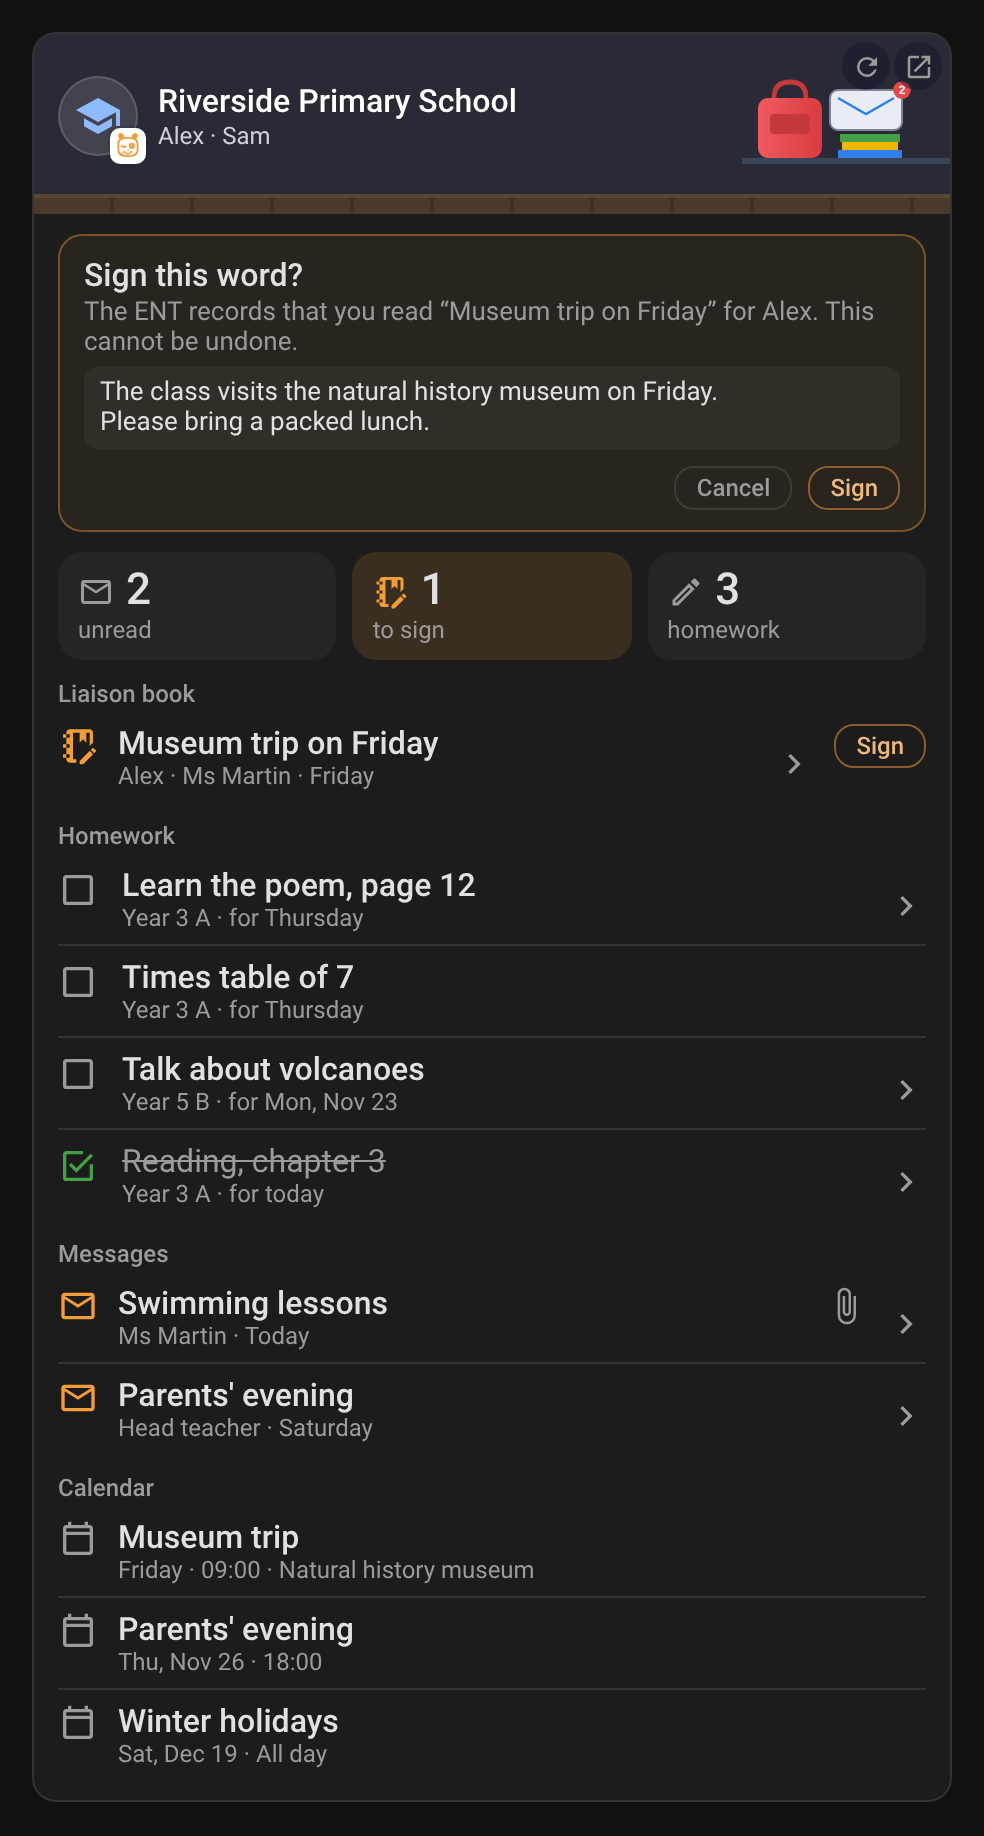 Riverside Primary School
Alex · Sam
2
Sign this word?
The ENT records that you read “Museum trip on Friday” for Alex. This
cannot be undone.
The class visits the natural history museum on Friday.
Please bring a packed lunch.
Cancel
Sign
2
unread
1
to sign
3
homework
Liaison book
Museum trip on Friday
Alex · Ms Martin · Friday
Sign
Homework
Learn the poem, page 12
Year 3 A · for Thursday
Times table of 7
Year 3 A · for Thursday
Talk about volcanoes
Year 5 B · for Mon, Nov 23
Reading, chapter 3
Year 3 A · for today
Messages
Swimming lessons
Ms Martin · Today
Parents' evening
Head teacher · Saturday
Calendar
Museum trip
Friday · 09:00 · Natural history museum
Parents' evening
Thu, Nov 26 · 18:00
Winter holidays
Sat, Dec 19 · All day